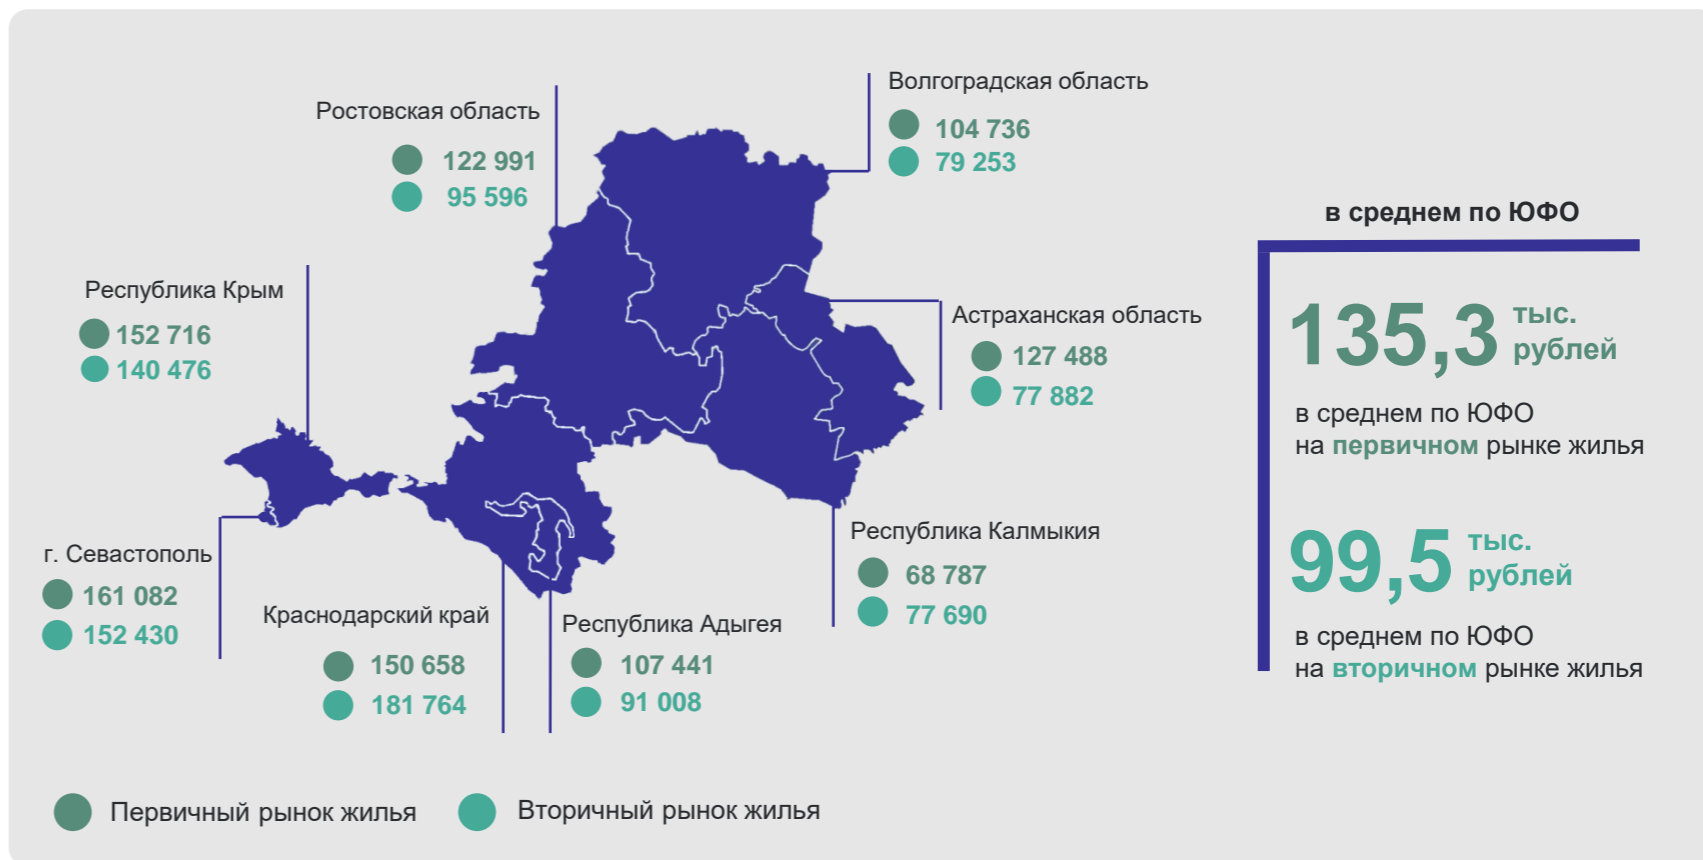 Волгоградская область
104 736
79 253
Ростовская область
122 991
95 596
Республика Крым
152 716
140 476
Астраханская область
127 488
77 882
г. Севастополь
161 082
152 430
Краснодарский край
150 658
181 764
Республика Адыгея
107 441
91 008
Республика Калмыкия
68 787
77 690
в среднем по ЮФО
135,3 тыс.
рублей
в среднем по ЮФО
на первичном рынке жилья
99,5 тыс.
рублей
в среднем по ЮФО
на вторичном рынке жилья
Первичный рынок жилья
Вторичный рынок жилья